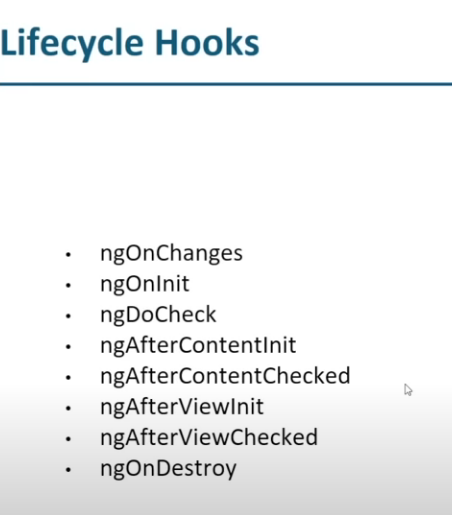 Lifecycle Hooks
• ngOnChanges
• ngOnInit
• ngDoCheck
• ngAfterContentInit
• ngAfterContentChecked
• ngAfterViewInit
• ngAfterViewChecked
• ngOnDestroy